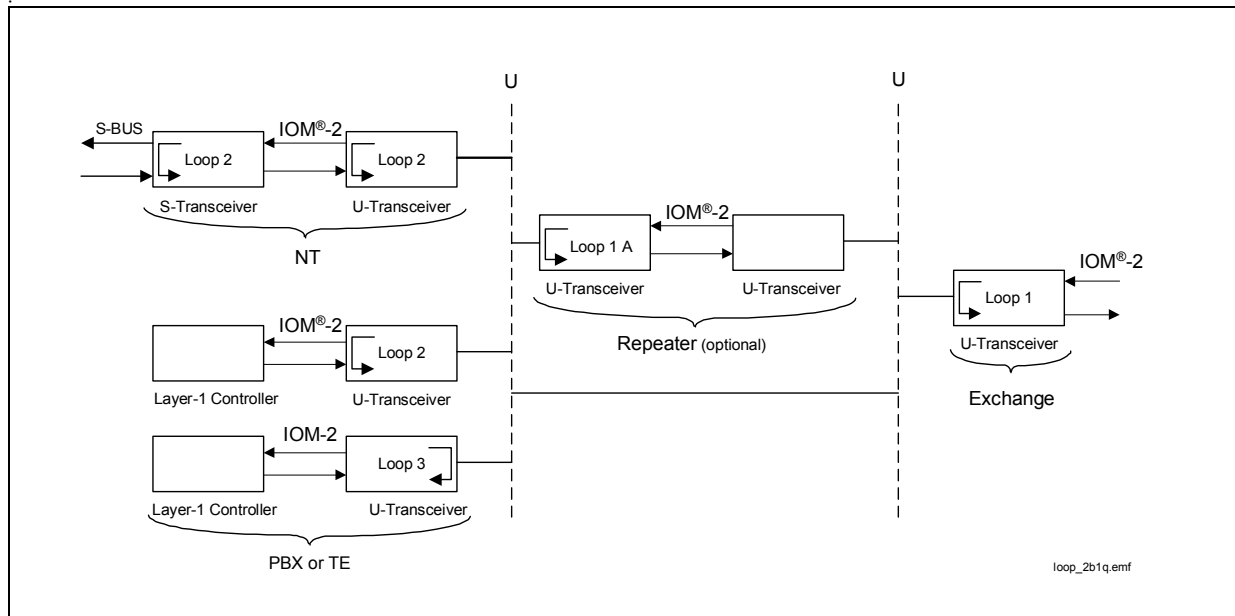 U
U
S-BUS
IOM®-2
Loop 2
Loop 2
S-Transceiver
U-Transceiver
NT
IOM®-2
Loop 1 A
U-Transceiver
U-Transceiver
Repeater (optional)
IOM®-2
Loop 1
U-Transceiver
Exchange
IOM®-2
Loop 2
Layer-1 Controller
U-Transceiver
IOM-2
Loop 3
Layer-1 Controller
U-Transceiver
PBX or TE
loop_2b1q.emf